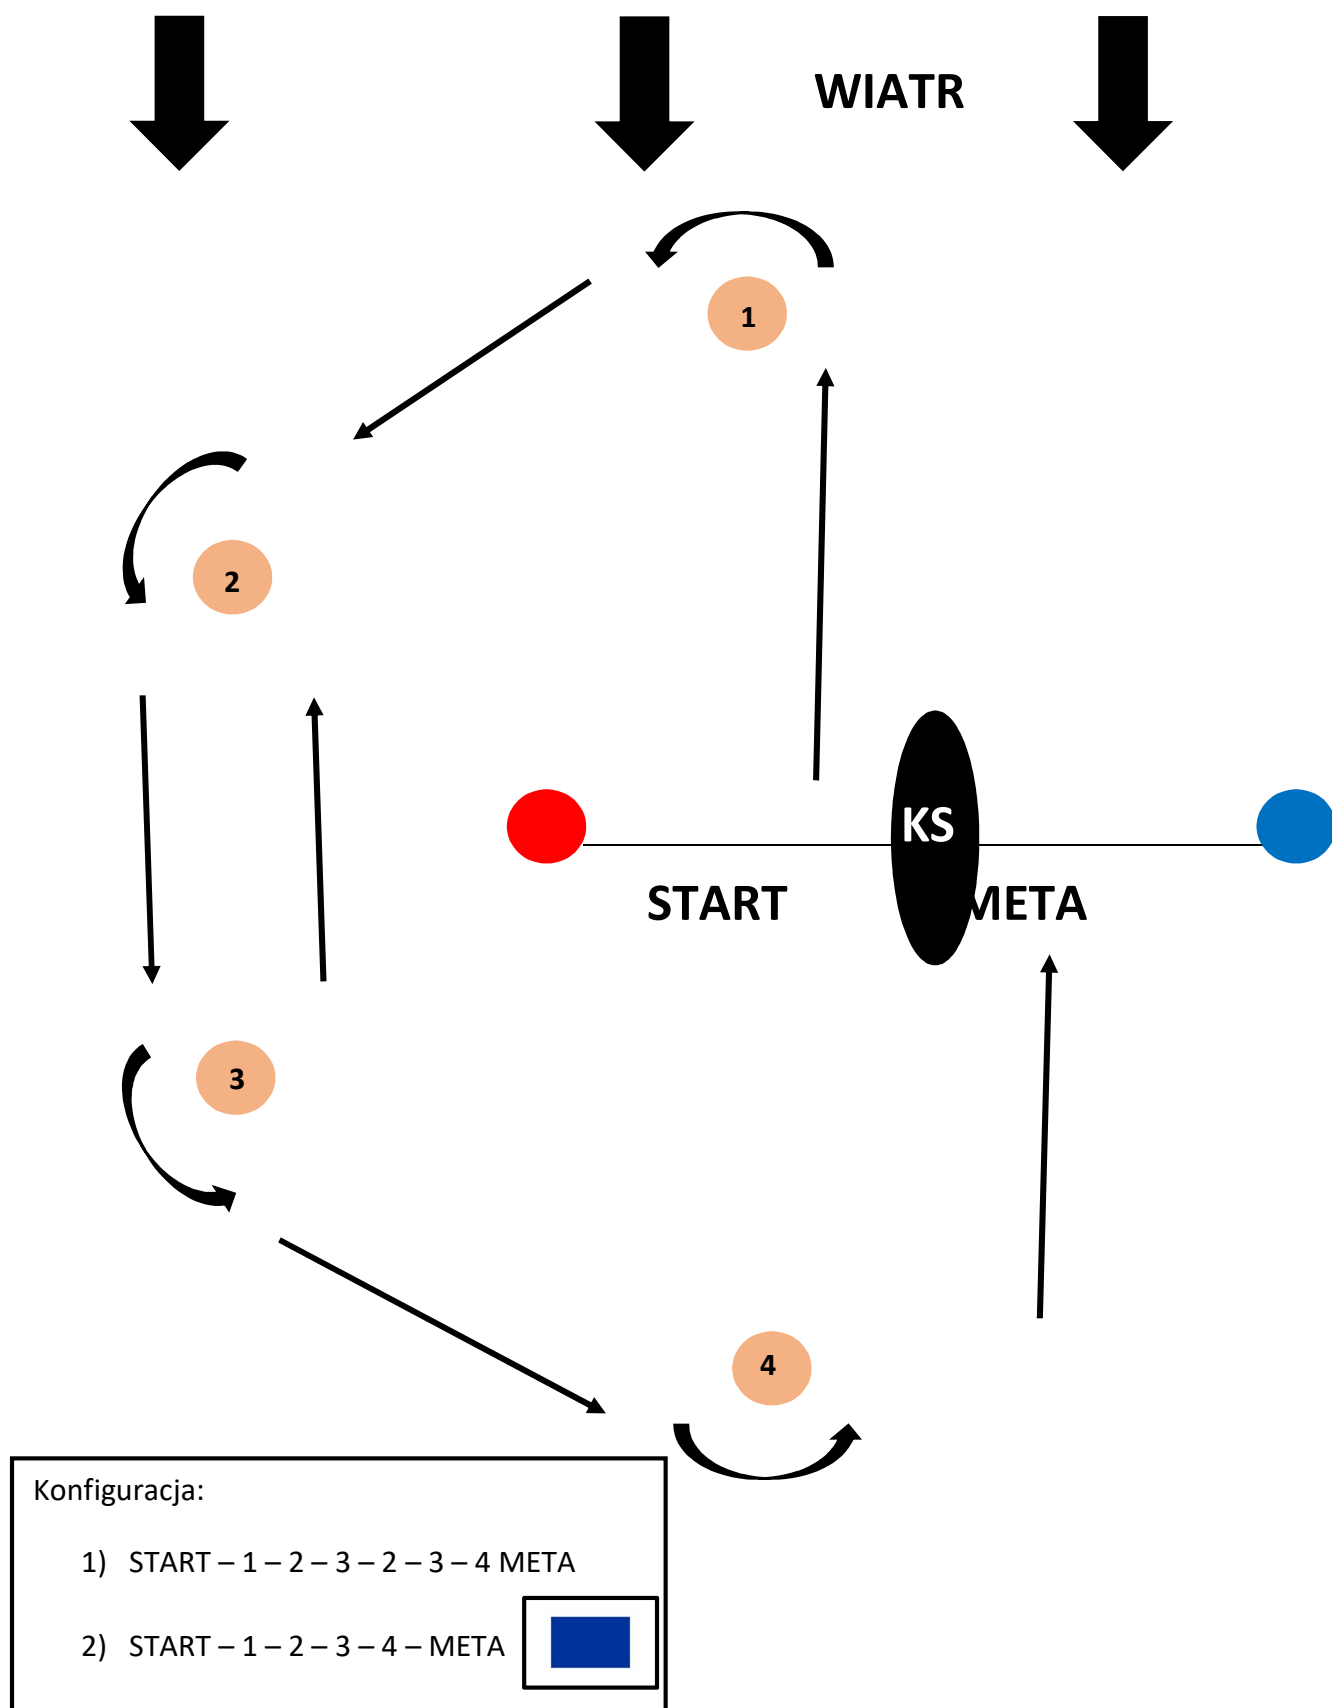 WIATR
1
2
KS
START META
3
4
Konfiguracja:
1) START – 1 – 2 – 3 – 2 – 3 – 4 META
2) START – 1 – 2 – 3 – 4 – META